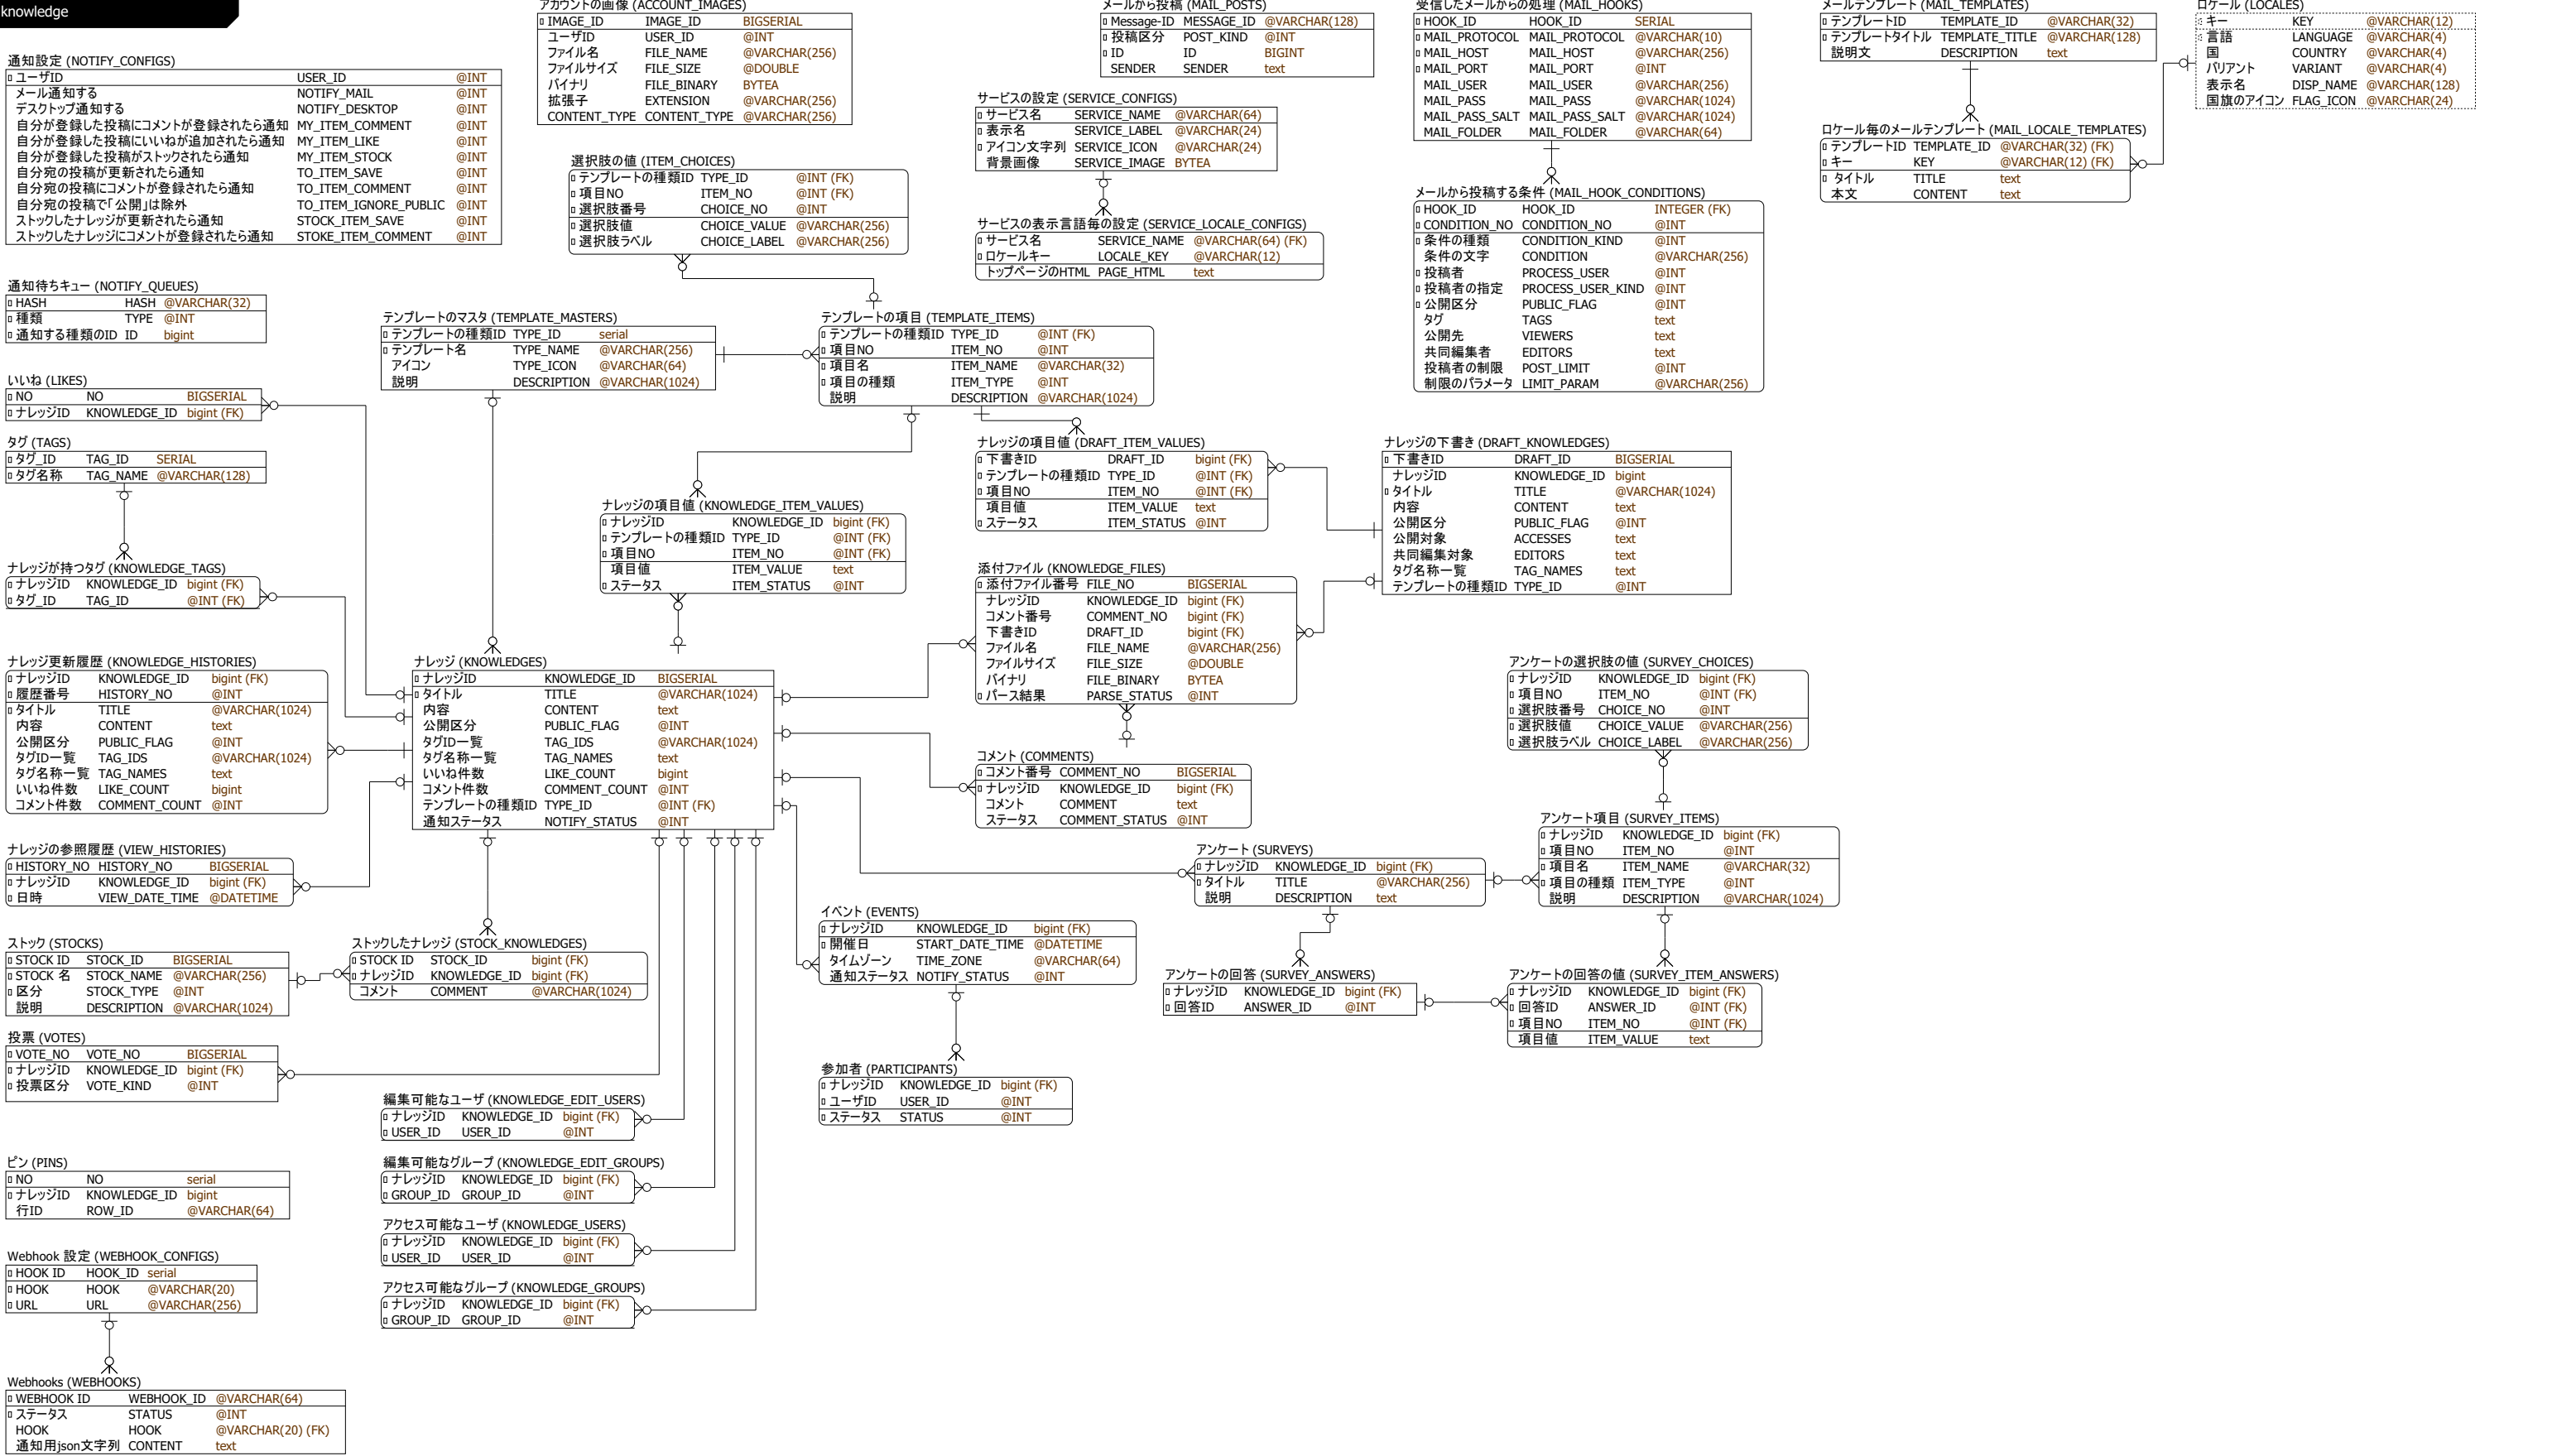 knowledge
通知設定 (NOTIFY_CONFIGS)
ユーザID USER_ID @INT
メール通知する NOTIFY_MAIL @INT
デスクトップ通知する NOTIFY_DESKTOP @INT
自分が登録した投稿にコメントが登録されたら通知 MY_ITEM_COMMENT @INT
自分が登録した投稿にいいねが追加されたら通知 MY_ITEM_LIKE @INT
自分が登録した投稿がストックされたら通知 MY_ITEM_STOCK @INT
自分宛の投稿が更新されたら通知 TO_ITEM_SAVE @INT
自分宛の投稿にコメントが登録されたら通知 TO_ITEM_COMMENT @INT
自分宛の投稿で「公開」は除外 TO_ITEM_IGNORE_PUBLIC @INT
ストックしたナレッジが更新されたら通知 STOCK_ITEM_SAVE @INT
ストックしたナレッジにコメントが登録されたら通知 STOKE_ITEM_COMMENT @INT
アカウントの画像 (ACCOUNT_IMAGES)
IMAGE_ID IMAGE_ID BIGSERIAL
ユーザID USER_ID @INT
ファイル名 FILE_NAME @VARCHAR(256)
ファイルサイズ FILE_SIZE @DOUBLE
バイナリ FILE_BINARY BYTEA
拡張子 EXTENSION @VARCHAR(256)
CONTENT_TYPE CONTENT_TYPE @VARCHAR(256)
メールから投稿 (MAIL_POSTS)
Message-ID MESSAGE_ID @VARCHAR(128)
投稿区分 POST_KIND @INT
ID ID BIGINT
SENDER SENDER text
受信したメールからの処理 (MAIL_HOOKS)
HOOK_ID HOOK_ID SERIAL
MAIL_PROTOCOL MAIL_PROTOCOL @VARCHAR(10)
MAIL_HOST MAIL_HOST @VARCHAR(256)
MAIL_PORT MAIL_PORT @INT
MAIL_USER MAIL_USER @VARCHAR(256)
MAIL_PASS MAIL_PASS @VARCHAR(1024)
MAIL_PASS_SALT MAIL_PASS_SALT @VARCHAR(1024)
MAIL_FOLDER MAIL_FOLDER @VARCHAR(64)
メールテンプレート (MAIL_TEMPLATES)
テンプレートID TEMPLATE_ID @VARCHAR(32)
テンプレートタイトル TEMPLATE_TITLE @VARCHAR(128)
説明文 DESCRIPTION text
ロケール (LOCALES)
キー KEY @VARCHAR(12)
言語 LANGUAGE @VARCHAR(4)
国 COUNTRY @VARCHAR(4)
バリアント VARIANT @VARCHAR(4)
表示名 DISP_NAME @VARCHAR(128)
国旗のアイコン FLAG_ICON @VARCHAR(24)
サービスの設定 (SERVICE_CONFIGS)
サービス名 SERVICE_NAME @VARCHAR(64)
表示名 SERVICE_LABEL @VARCHAR(24)
アイコン文字列 SERVICE_ICON @VARCHAR(24)
背景画像 SERVICE_IMAGE BYTEA
ロケール毎のメールテンプレート (MAIL_LOCALE_TEMPLATES)
テンプレートID TEMPLATE_ID @VARCHAR(32) (FK)
キー KEY @VARCHAR(12) (FK)
タイトル TITLE text
本文 CONTENT text
選択肢の値 (ITEM_CHOICES)
テンプレートの種類ID TYPE_ID @INT (FK)
項目NO ITEM_NO @INT (FK)
選択肢番号 CHOICE_NO @INT
選択肢値 CHOICE_VALUE @VARCHAR(256)
選択肢ラベル CHOICE_LABEL @VARCHAR(256)
サービスの表示言語毎の設定 (SERVICE_LOCALE_CONFIGS)
サービス名 SERVICE_NAME @VARCHAR(64) (FK)
ロケールキー LOCALE_KEY @VARCHAR(12)
トップページのHTML PAGE_HTML text
メールから投稿する条件 (MAIL_HOOK_CONDITIONS)
HOOK_ID HOOK_ID INTEGER (FK)
CONDITION_NO CONDITION_NO @INT
条件の種類 CONDITION_KIND @INT
条件の文字 CONDITION @VARCHAR(256)
投稿者 PROCESS_USER @INT
投稿者の指定 PROCESS_USER_KIND @INT
公開区分 PUBLIC_FLAG @INT
タグ TAGS text
公開先 VIEWERS text
共同編集者 EDITORS text
投稿者の制限 POST_LIMIT @INT
制限のパラメータ LIMIT_PARAM @VARCHAR(256)
通知待ちキュー (NOTIFY_QUEUES)
HASH HASH @VARCHAR(32)
種類 TYPE @INT
通知する種類のID ID bigint
テンプレートのマスタ (TEMPLATE_MASTERS)
テンプレートの種類ID TYPE_ID serial
テンプレート名 TYPE_NAME @VARCHAR(256)
アイコン TYPE_ICON @VARCHAR(64)
説明 DESCRIPTION @VARCHAR(1024)
テンプレートの項目 (TEMPLATE_ITEMS)
テンプレートの種類ID TYPE_ID @INT (FK)
項目NO ITEM_NO @INT
項目名 ITEM_NAME @VARCHAR(32)
項目の種類 ITEM_TYPE @INT
説明 DESCRIPTION @VARCHAR(1024)
いいね (LIKES)
NO NO BIGSERIAL
ナレッジID KNOWLEDGE_ID bigint (FK)
タグ (TAGS)
タグ_ID TAG_ID SERIAL
タグ名称 TAG_NAME @VARCHAR(128)
ナレッジの項目値 (DRAFT_ITEM_VALUES)
下書きID DRAFT_ID bigint (FK)
テンプレートの種類ID TYPE_ID @INT (FK)
項目NO ITEM_NO @INT (FK)
項目値 ITEM_VALUE text
ステータス ITEM_STATUS @INT
ナレッジの下書き (DRAFT_KNOWLEDGES)
下書きID DRAFT_ID BIGSERIAL
ナレッジID KNOWLEDGE_ID bigint
タイトル TITLE @VARCHAR(1024)
内容 CONTENT text
公開区分 PUBLIC_FLAG @INT
公開対象 ACCESSES text
共同編集対象 EDITORS text
タグ名称一覧 TAG_NAMES text
テンプレートの種類ID TYPE_ID @INT
ナレッジの項目値 (KNOWLEDGE_ITEM_VALUES)
ナレッジID KNOWLEDGE_ID bigint (FK)
テンプレートの種類ID TYPE_ID @INT (FK)
項目NO ITEM_NO @INT (FK)
項目値 ITEM_VALUE text
ステータス ITEM_STATUS @INT
ナレッジが持つタグ (KNOWLEDGE_TAGS)
ナレッジID KNOWLEDGE_ID bigint (FK)
タグ_ID TAG_ID @INT (FK)
添付ファイル (KNOWLEDGE_FILES)
添付ファイル番号 FILE_NO BIGSERIAL
ナレッジID KNOWLEDGE_ID bigint (FK)
コメント番号 COMMENT_NO bigint (FK)
下書きID DRAFT_ID bigint (FK)
ファイル名 FILE_NAME @VARCHAR(256)
ファイルサイズ FILE_SIZE @DOUBLE
バイナリ FILE_BINARY BYTEA
パース結果 PARSE_STATUS @INT
ナレッジ更新履歴 (KNOWLEDGE_HISTORIES)
ナレッジID KNOWLEDGE_ID bigint (FK)
履歴番号 HISTORY_NO @INT
タイトル TITLE @VARCHAR(1024)
内容 CONTENT text
公開区分 PUBLIC_FLAG @INT
タグID一覧 TAG_IDS @VARCHAR(1024)
タグ名称一覧 TAG_NAMES text
いいね件数 LIKE_COUNT bigint
コメント件数 COMMENT_COUNT @INT
ナレッジ (KNOWLEDGES)
ナレッジID KNOWLEDGE_ID BIGSERIAL
タイトル TITLE @VARCHAR(1024)
内容 CONTENT text
公開区分 PUBLIC_FLAG @INT
タグID一覧 TAG_IDS @VARCHAR(1024)
タグ名称一覧 TAG_NAMES text
いいね件数 LIKE_COUNT bigint
コメント件数 COMMENT_COUNT @INT
テンプレートの種類ID TYPE_ID @INT (FK)
通知ステータス NOTIFY_STATUS @INT
アンケートの選択肢の値 (SURVEY_CHOICES)
ナレッジID KNOWLEDGE_ID bigint (FK)
項目NO ITEM_NO @INT (FK)
選択肢番号 CHOICE_NO @INT
選択肢値 CHOICE_VALUE @VARCHAR(256)
選択肢ラベル CHOICE_LABEL @VARCHAR(256)
コメント (COMMENTS)
コメント番号 COMMENT_NO BIGSERIAL
ナレッジID KNOWLEDGE_ID bigint (FK)
コメント COMMENT text
ステータス COMMENT_STATUS @INT
アンケート項目 (SURVEY_ITEMS)
ナレッジID KNOWLEDGE_ID bigint (FK)
項目NO ITEM_NO @INT
項目名 ITEM_NAME @VARCHAR(32)
項目の種類 ITEM_TYPE @INT
説明 DESCRIPTION @VARCHAR(1024)
ナレッジの参照履歴 (VIEW_HISTORIES)
HISTORY_NO HISTORY_NO BIGSERIAL
ナレッジID KNOWLEDGE_ID bigint (FK)
日時 VIEW_DATE_TIME @DATETIME
アンケート (SURVEYS)
ナレッジID KNOWLEDGE_ID bigint (FK)
タイトル TITLE @VARCHAR(256)
説明 DESCRIPTION text
イベント (EVENTS)
ナレッジID KNOWLEDGE_ID bigint (FK)
開催日 START_DATE_TIME @DATETIME
タイムゾーン TIME_ZONE @VARCHAR(64)
通知ステータス NOTIFY_STATUS @INT
ストック (STOCKS)
STOCK ID STOCK_ID BIGSERIAL
STOCK 名 STOCK_NAME @VARCHAR(256)
区分 STOCK_TYPE @INT
説明 DESCRIPTION @VARCHAR(1024)
ストックしたナレッジ (STOCK_KNOWLEDGES)
STOCK ID STOCK_ID bigint (FK)
ナレッジID KNOWLEDGE_ID bigint (FK)
コメント COMMENT @VARCHAR(1024)
アンケートの回答 (SURVEY_ANSWERS)
ナレッジID KNOWLEDGE_ID bigint (FK)
回答ID ANSWER_ID @INT
アンケートの回答の値 (SURVEY_ITEM_ANSWERS)
ナレッジID KNOWLEDGE_ID bigint (FK)
回答ID ANSWER_ID @INT (FK)
項目NO ITEM_NO @INT (FK)
項目値 ITEM_VALUE text
投票 (VOTES)
VOTE_NO VOTE_NO BIGSERIAL
ナレッジID KNOWLEDGE_ID bigint (FK)
投票区分 VOTE_KIND @INT
参加者 (PARTICIPANTS)
ナレッジID KNOWLEDGE_ID bigint (FK)
ユーザID USER_ID @INT
ステータス STATUS @INT
編集可能なユーザ (KNOWLEDGE_EDIT_USERS)
ナレッジID KNOWLEDGE_ID bigint (FK)
USER_ID USER_ID @INT
ピン (PINS)
NO NO serial
ナレッジID KNOWLEDGE_ID bigint
行ID ROW_ID @VARCHAR(64)
編集可能なグループ (KNOWLEDGE_EDIT_GROUPS)
ナレッジID KNOWLEDGE_ID bigint (FK)
GROUP_ID GROUP_ID @INT
アクセス可能なユーザ (KNOWLEDGE_USERS)
ナレッジID KNOWLEDGE_ID bigint (FK)
USER_ID USER_ID @INT
Webhook 設定 (WEBHOOK_CONFIGS)
HOOK ID HOOK_ID serial
HOOK HOOK @VARCHAR(20)
URL URL @VARCHAR(256)
アクセス可能なグループ (KNOWLEDGE_GROUPS)
ナレッジID KNOWLEDGE_ID bigint (FK)
GROUP_ID GROUP_ID @INT
Webhooks (WEBHOOKS)
WEBHOOK ID WEBHOOK_ID @VARCHAR(64)
ステータス STATUS @INT
HOOK HOOK @VARCHAR(20) (FK)
通知用json文字列 CONTENT text